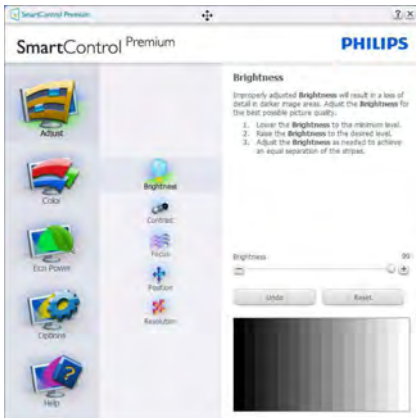 SmartControl Premium
SmartControl Premium
PHILIPS
Adjust
Color
Eco Power
Options
Help
Brightness
Contrast
Focus
Position
Resolution
Brightness
Improperly adjusted Brightness will result in a loss of
detail in darker image areas. Adjust the Brightness for
the best possible picture quality.
1. Lower the Brightness to the minimum level.
2. Raise the Brightness to the desired level.
3. Adjust the Brightness as needed to achieve
an equal separation of the stripes.
Brightness 99
Undo Reset